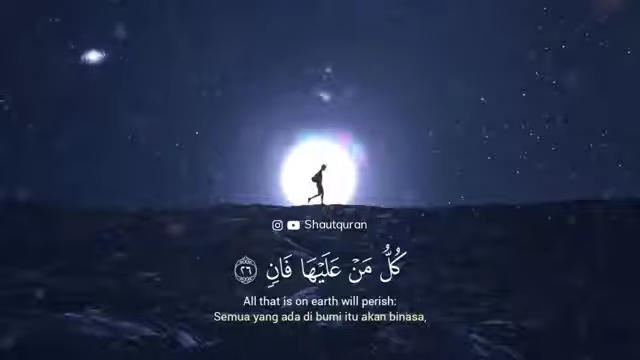 Shautquran
كُلُّ مَنْ عَلَيْهَا فَانٍ ٢٦
All that is on earth will perish:
Semua yang ada di bumi itu akan binasa,